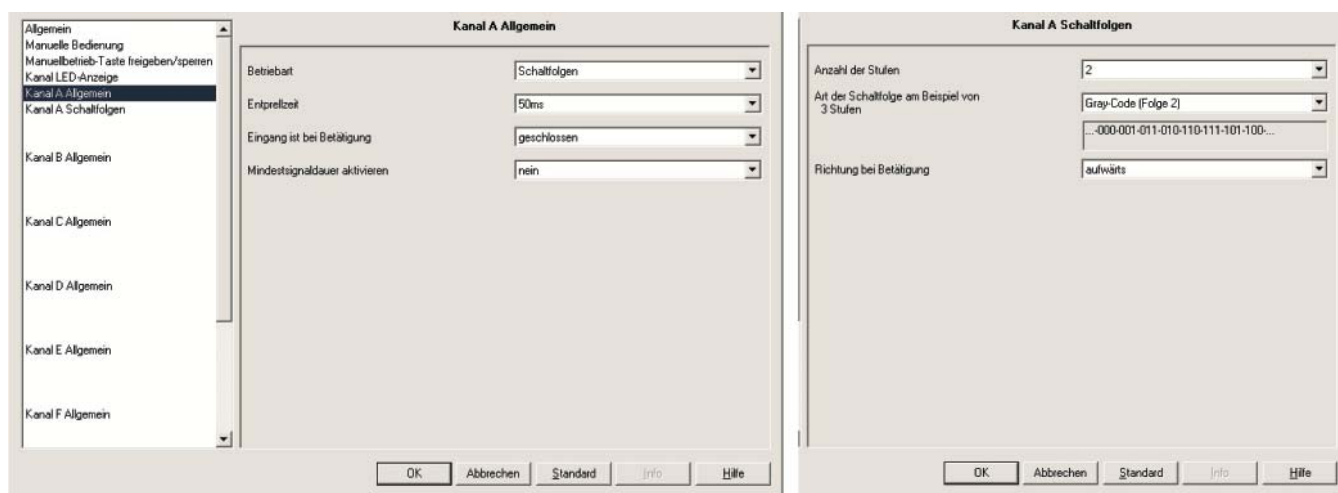 Allgemein
Manuelle Bedienung
Manuellbetrieb-Taste freigeben/sperren
Kanal LED-Anzeige
Kanal A Allgemein
Kanal A Schaltfolgen
Kanal B Allgemein
Kanal C Allgemein
Kanal D Allgemein
Kanal E Allgemein
Kanal F Allgemein
Kanal A Allgemein
Betriebart
Schaltfolgen
Entprellzeit
50ms
Eingang ist bei Betätigung
geschlossen
Mindestsignaldauer aktivieren
nein
OK
Abbrechen
Standard
Info
Hilfe
Kanal A Schaltfolgen
Anzahl der Stufen
2
Art der Schaltfolge am Beispiel von
3 Stufen
Gray-Code (Folge 2)
...-000-001-011-010-110-111-101-100-...
Richtung bei Betätigung
aufwärts
OK
Abbrechen
Standard
Info
Hilfe